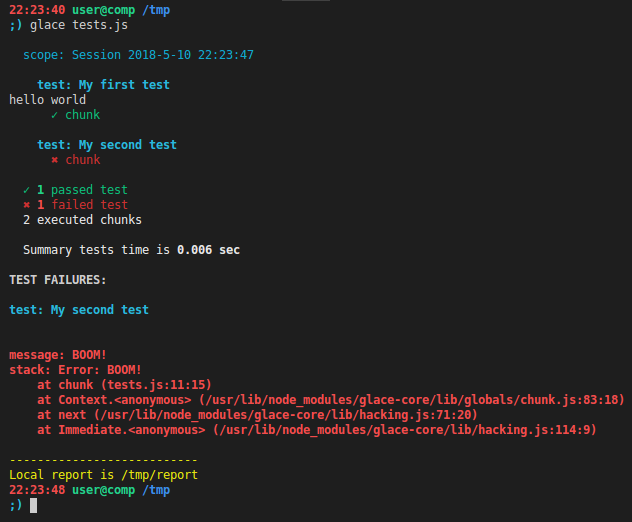 22:23:40 user@comp /tmp
;) glace tests.js
scope: Session 2018-5-10 22:23:47
test: My first test
hello world
✓ chunk
test: My second test
✖ chunk
✓ 1 passed test
✖ 1 failed test
2 executed chunks
Summary tests time is 0.006 sec
TEST FAILURES:
test: My second test
message: BOOM!
stack: Error: BOOM!
at chunk (tests.js:11:15)
at Context.<anonymous> (/usr/lib/node_modules/glace-core/lib/globals/chunk.js:83:18)
at next (/usr/lib/node_modules/glace-core/lib/hacking.js:71:20)
at Immediate.<anonymous> (/usr/lib/node_modules/glace-core/lib/hacking.js:114:9)
---------------------------
Local report is /tmp/report
22:23:48 user@comp /tmp
;)